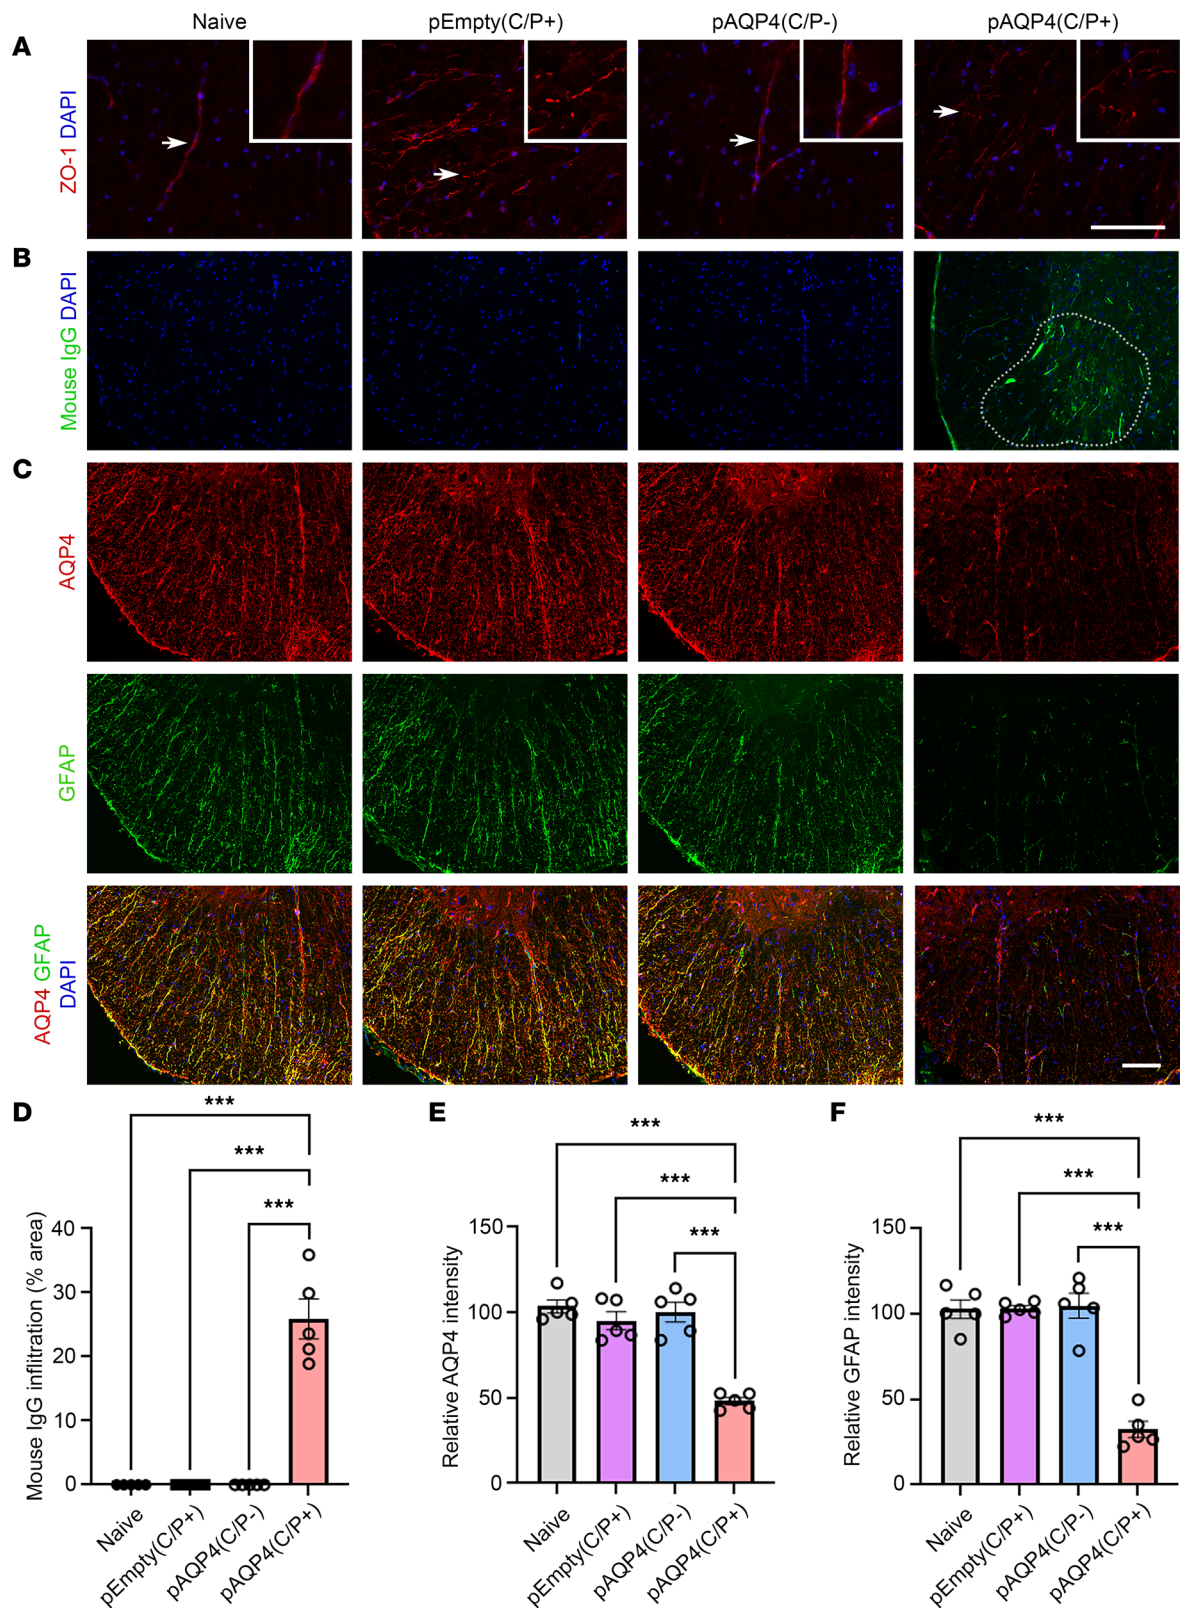 Naive
pEmpty(C/P+)
pAQP4(C/P-)
pAQP4(C/P+)
A
ZO-1 DAPI
B
Mouse IgG DAPI
C
AQP4
GFAP
AQP4 GFAP
DAPI
D
***
***
***
Mouse IgG inflitration (% area)
40
30
20
10
0
Naive
pEmpty(C/P+)
pAQP4(C/P-)
pAQP4(C/P+)
E
***
***
***
Relative AQP4 intensity
150
100
50
0
Naive
pEmpty(C/P+)
pAQP4(C/P-)
pAQP4(C/P+)
F
***
***
***
Relative GFAP intensity
150
100
50
0
Naive
pEmpty(C/P+)
pAQP4(C/P-)
pAQP4(C/P+)